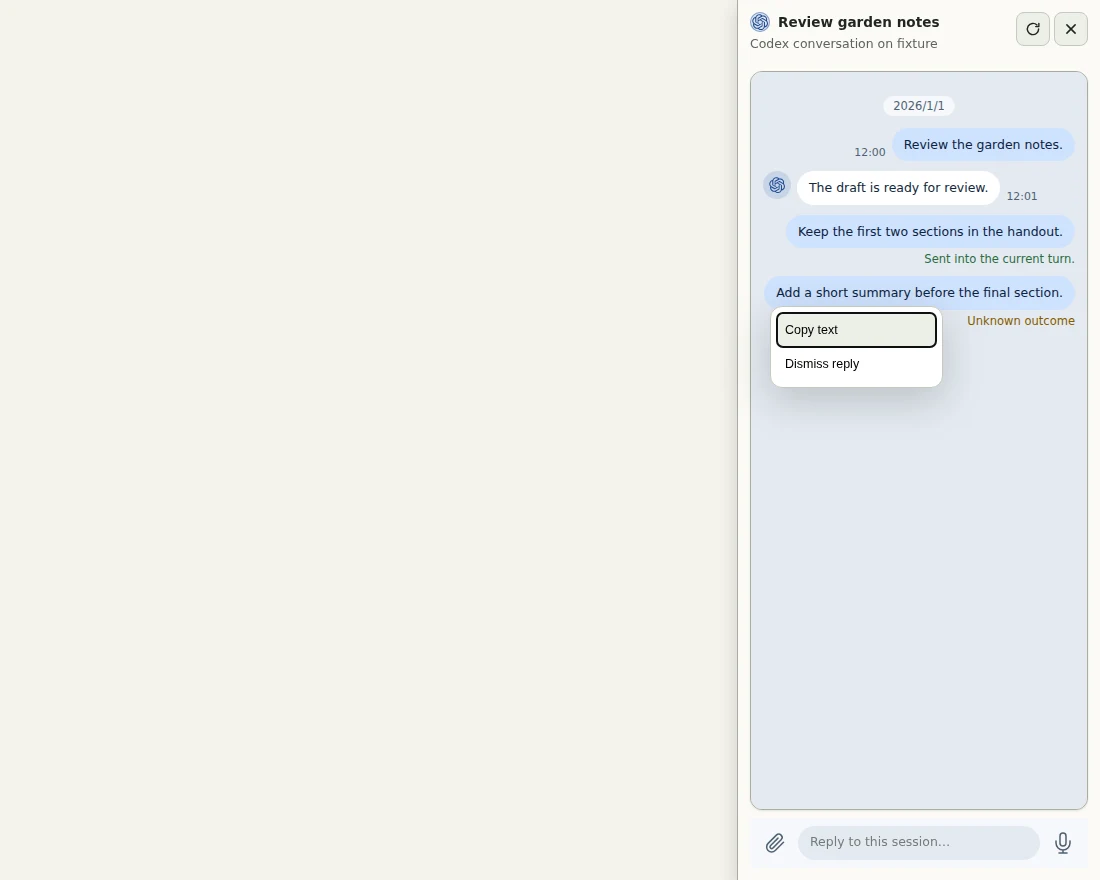 Review garden notes
Codex conversation on fixture
2026/1/1
12:00 Review the garden notes.
The draft is ready for review. 12:01
Keep the first two sections in the handout.
Sent into the current turn.
Add a short summary before the final section.
Unknown outcome
Copy text
Dismiss reply
Reply to this session...